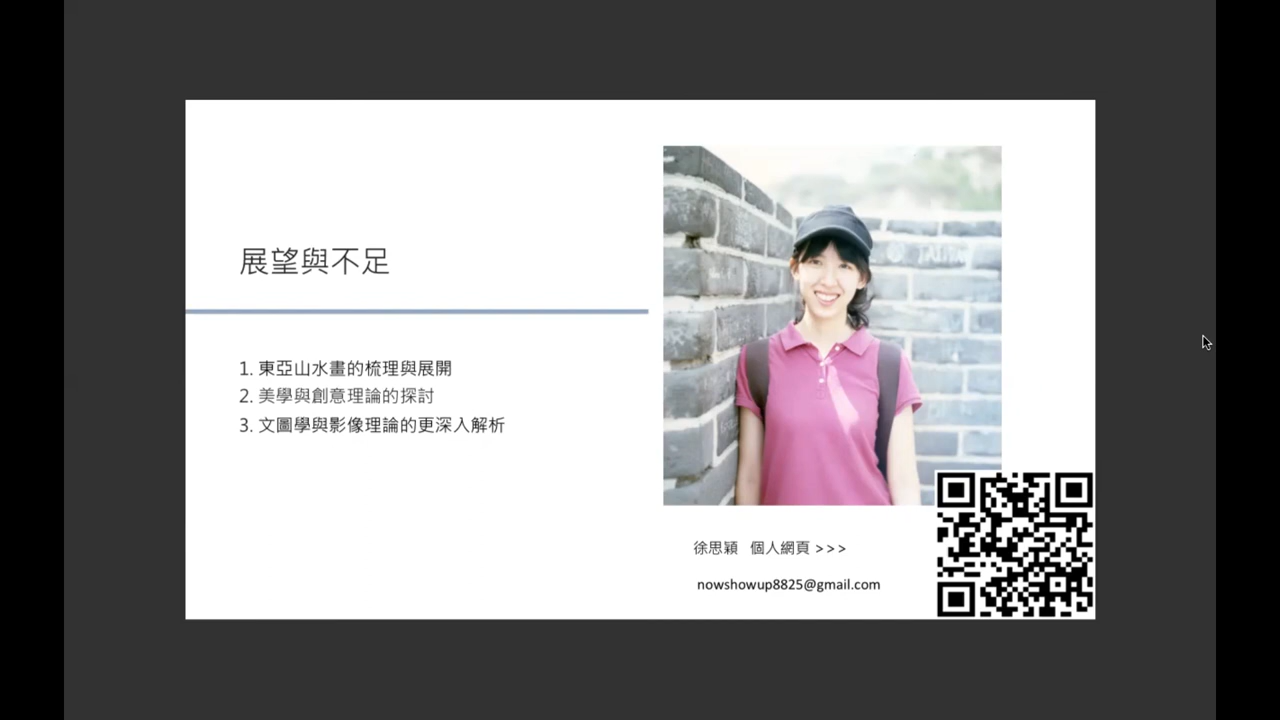 展望與不足
1. 東亞山水畫的梳理與展開
2. 美學與創意理論的探討
3. 文圖學與影像理論的更深入解析
徐思穎 個人網頁 >>>
nowshowup8825@gmail.com